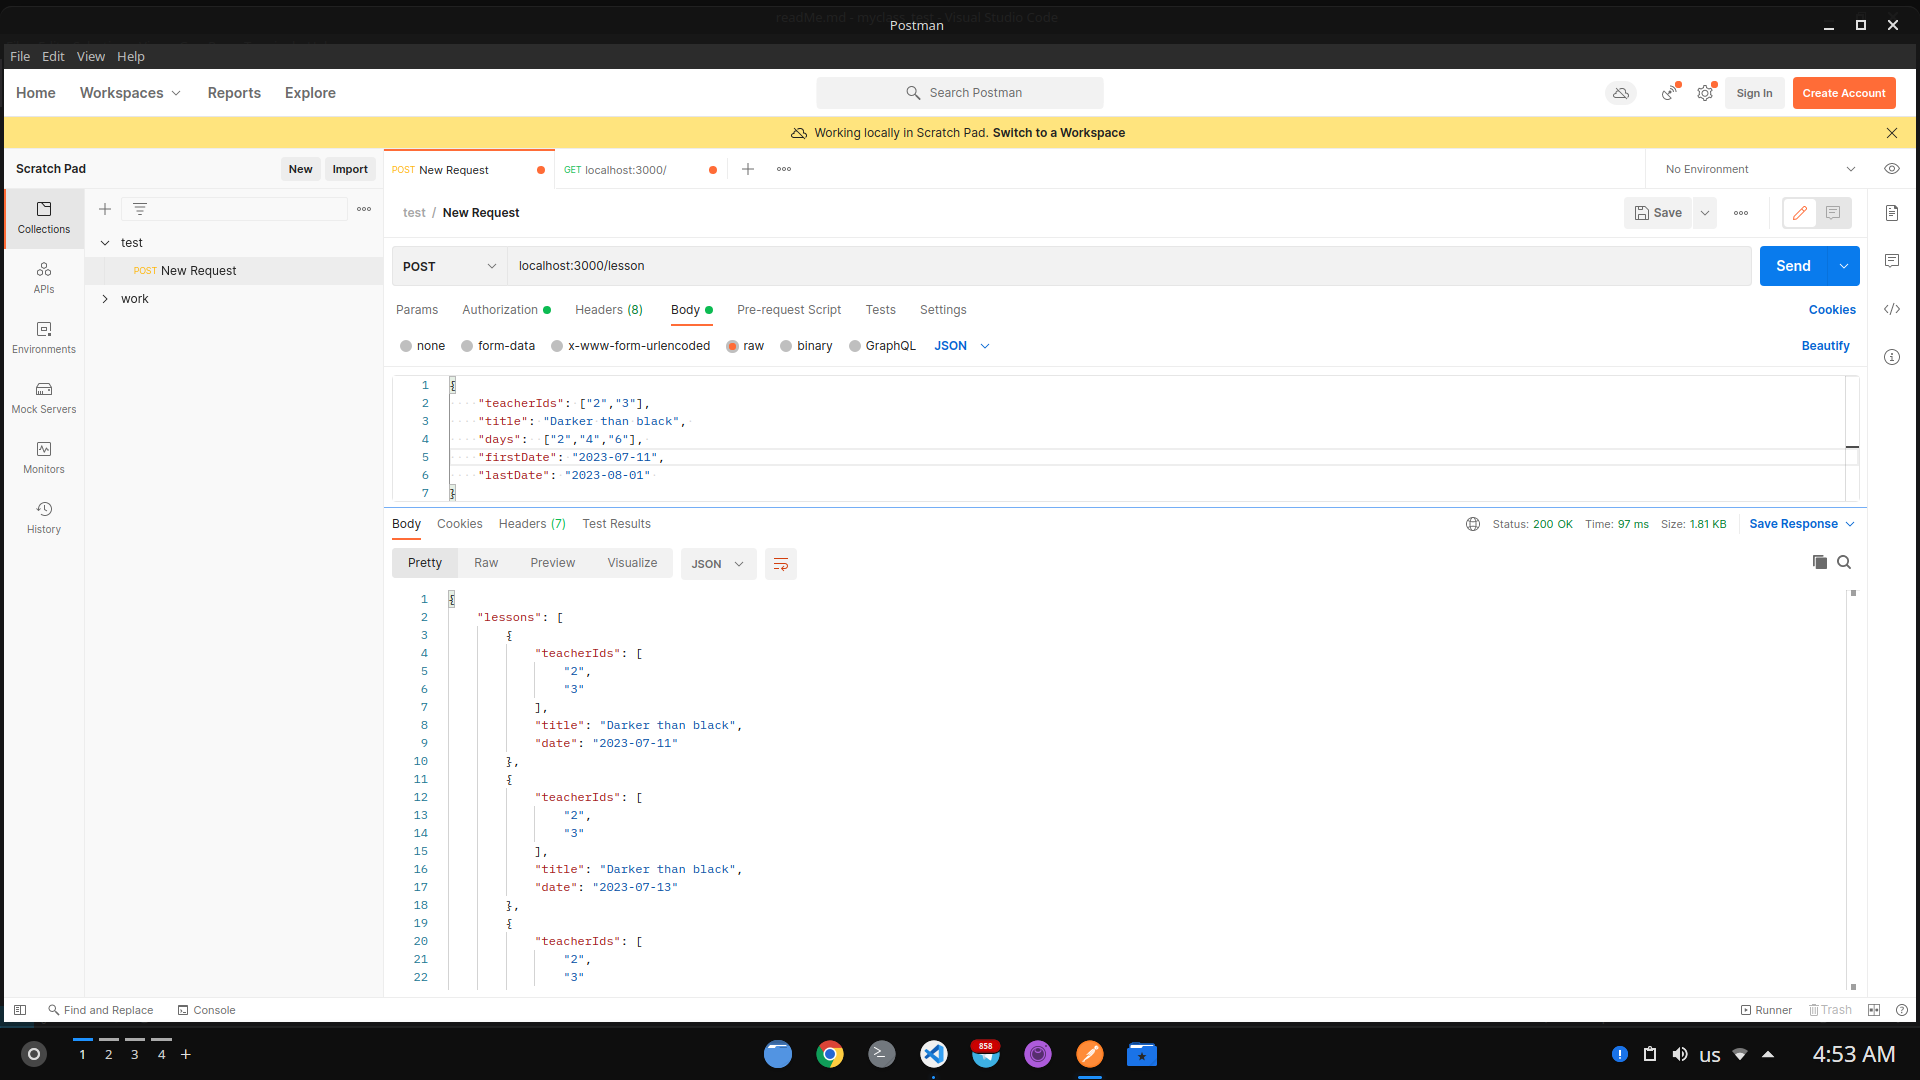 readMe.md - myclass_test - Visual Studio Code
Postman
File Edit View Help
Home Workspaces Reports Explore
Search Postman
Sign In
Create Account
Working locally in Scratch Pad. Switch to a Workspace
Scratch Pad
New
Import
POST New Request
GET localhost:3000/
No Environment
Collections
APIs
Environments
Mock Servers
Monitors
History
test
POST New Request
work
test / New Request
Save
POST
localhost:3000/lesson
Send
Params Authorization Headers (8) Body Pre-request Script Tests Settings
Cookies
none form-data x-www-form-urlencoded raw binary GraphQL JSON
Beautify
1 {
2 "teacherIds": ["2","3"],
3 "title": "Darker than black",
4 "days": ["2","4","6"],
5 "firstDate": "2023-07-11",
6 "lastDate": "2023-08-01"
7 }
Body Cookies Headers (7) Test Results
Status: 200 OK Time: 97 ms Size: 1.81 KB
Save Response
Pretty Raw Preview Visualize
JSON
1 {
2 "lessons": [
3 {
4 "teacherIds": [
5 "2",
6 "3"
7 ],
8 "title": "Darker than black",
9 "date": "2023-07-11"
10 },
11 {
12 "teacherIds": [
13 "2",
14 "3"
15 ],
16 "title": "Darker than black",
17 "date": "2023-07-13"
18 },
19 {
20 "teacherIds": [
21 "2",
22 "3"
Find and Replace
Console
Runner
Trash
1 2 3 4 +
858
us
4:53 AM